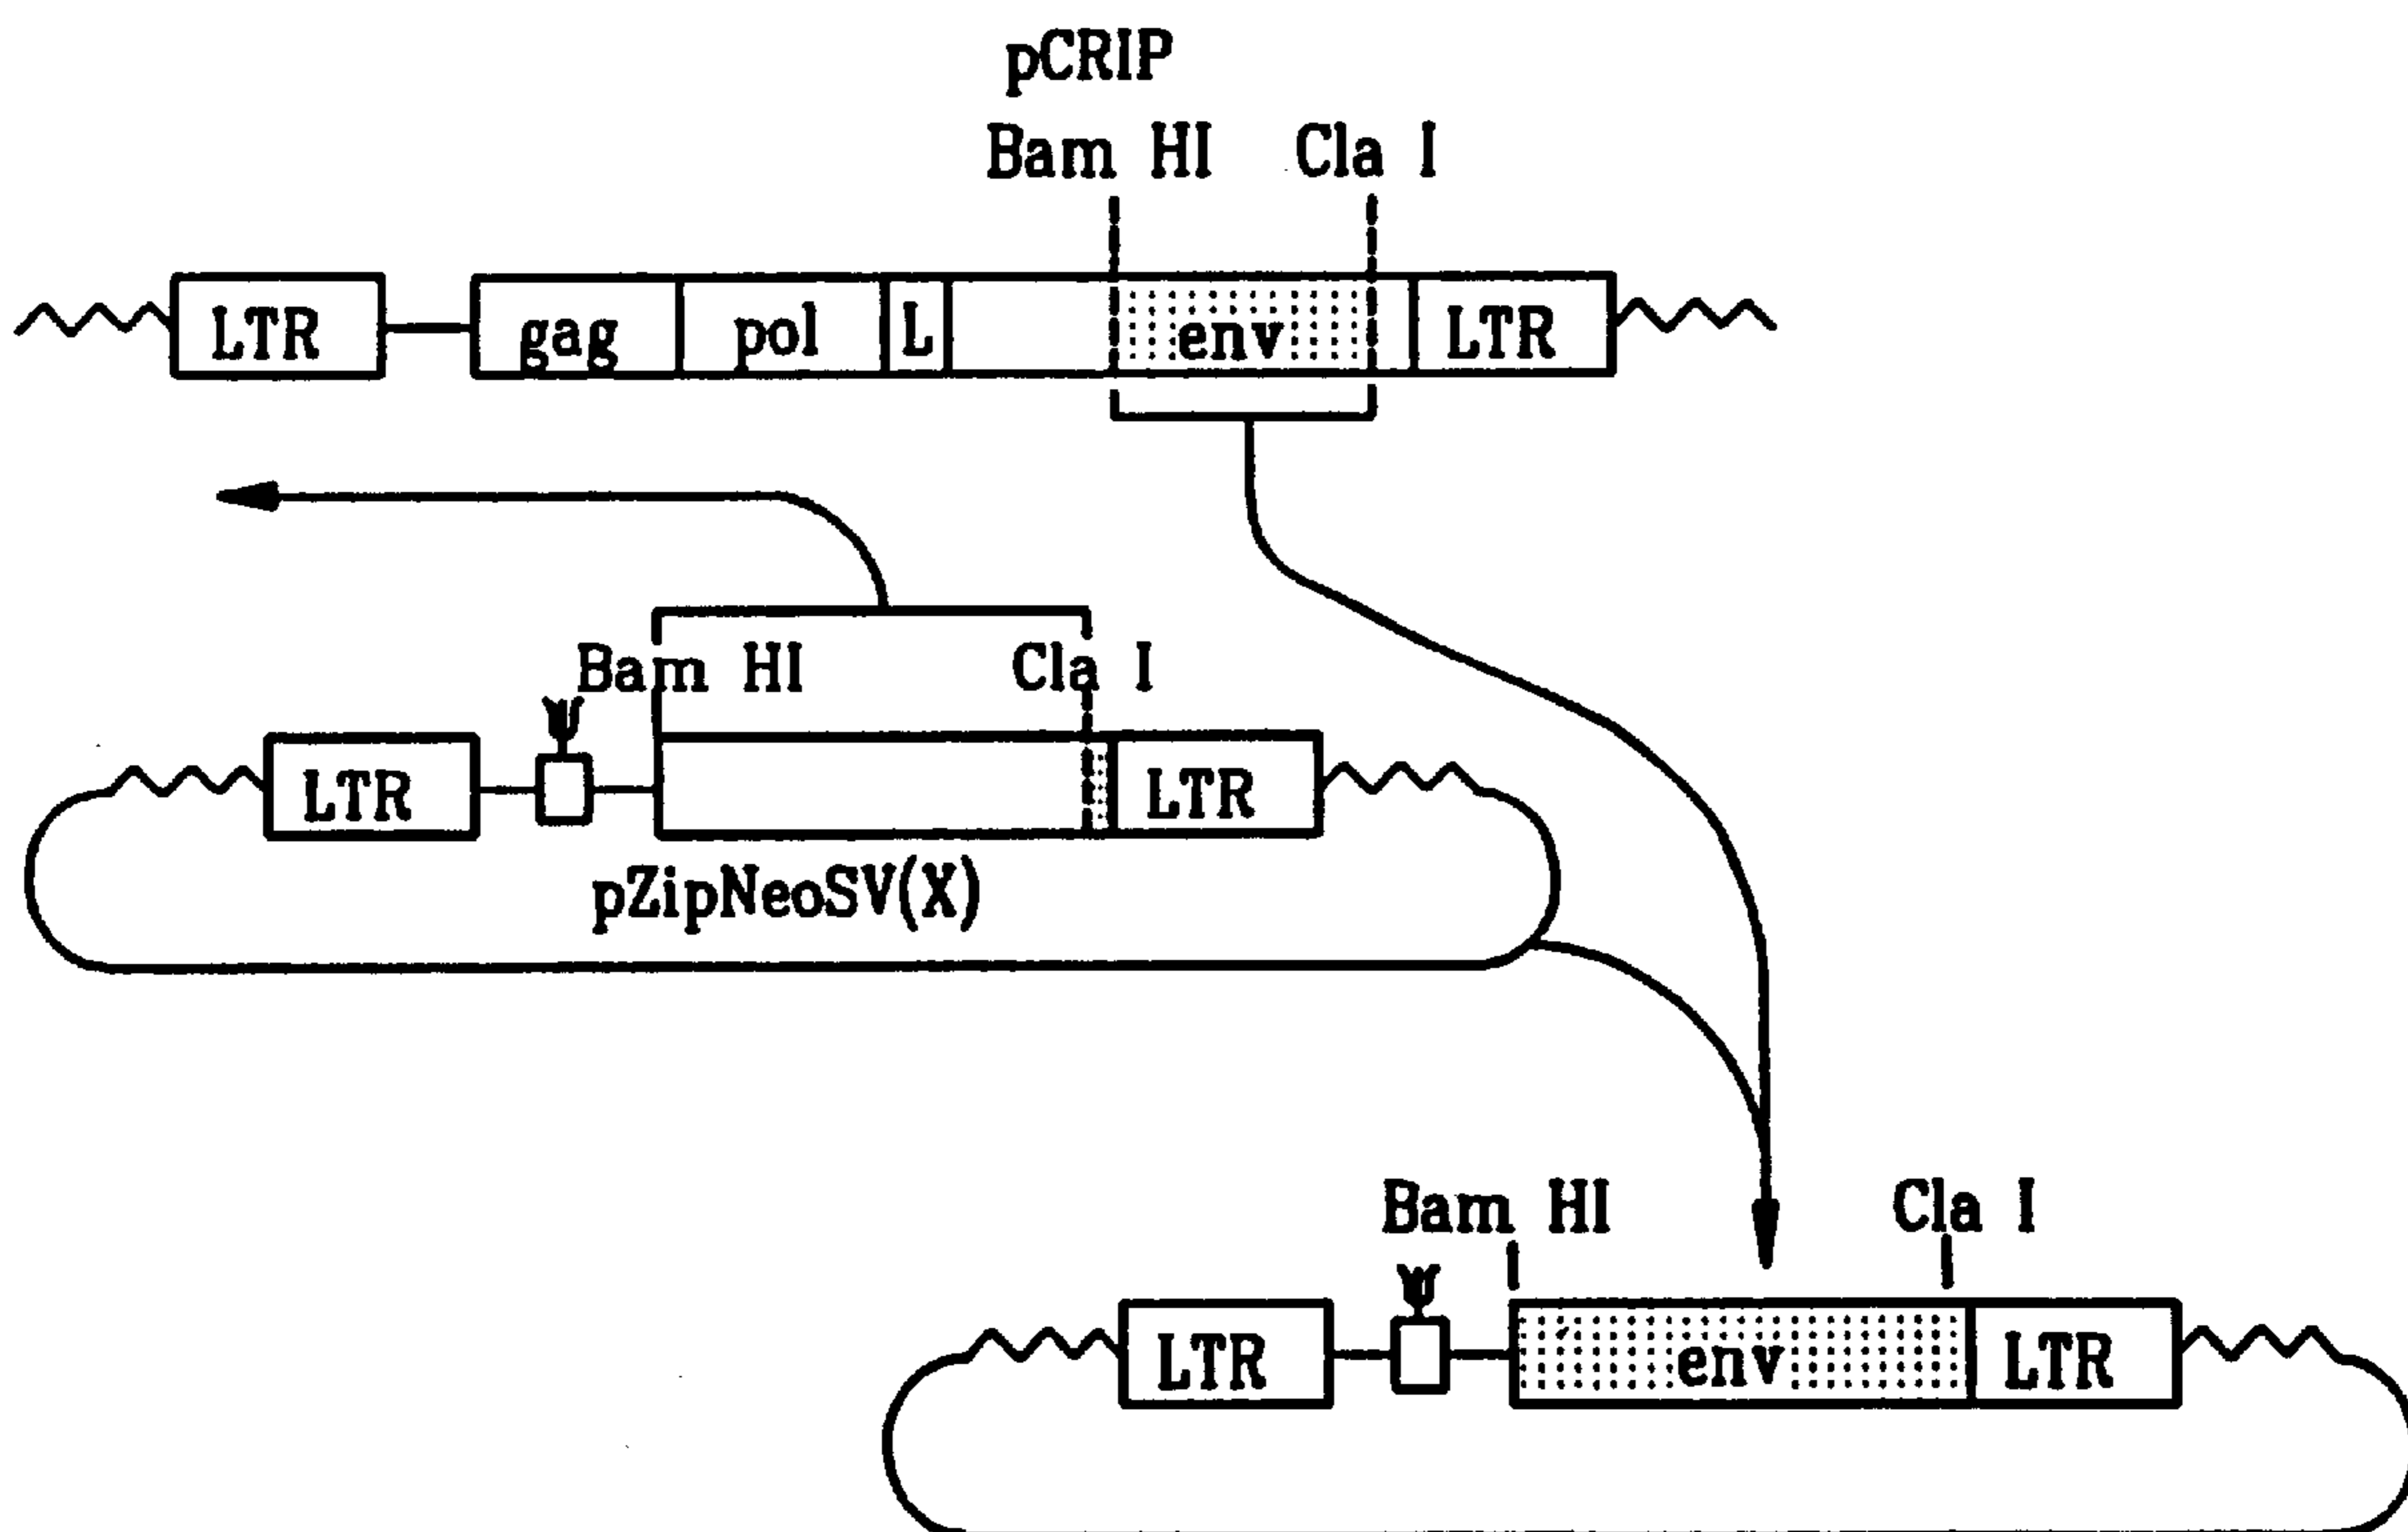 pCRIP
Bam HI Cla I
LTR gag pol L env LTR
Bam HI Cla I
Ψ
LTR LTR
pZipNeoSV(X)
Bam HI Cla I
Ψ
LTR env LTR